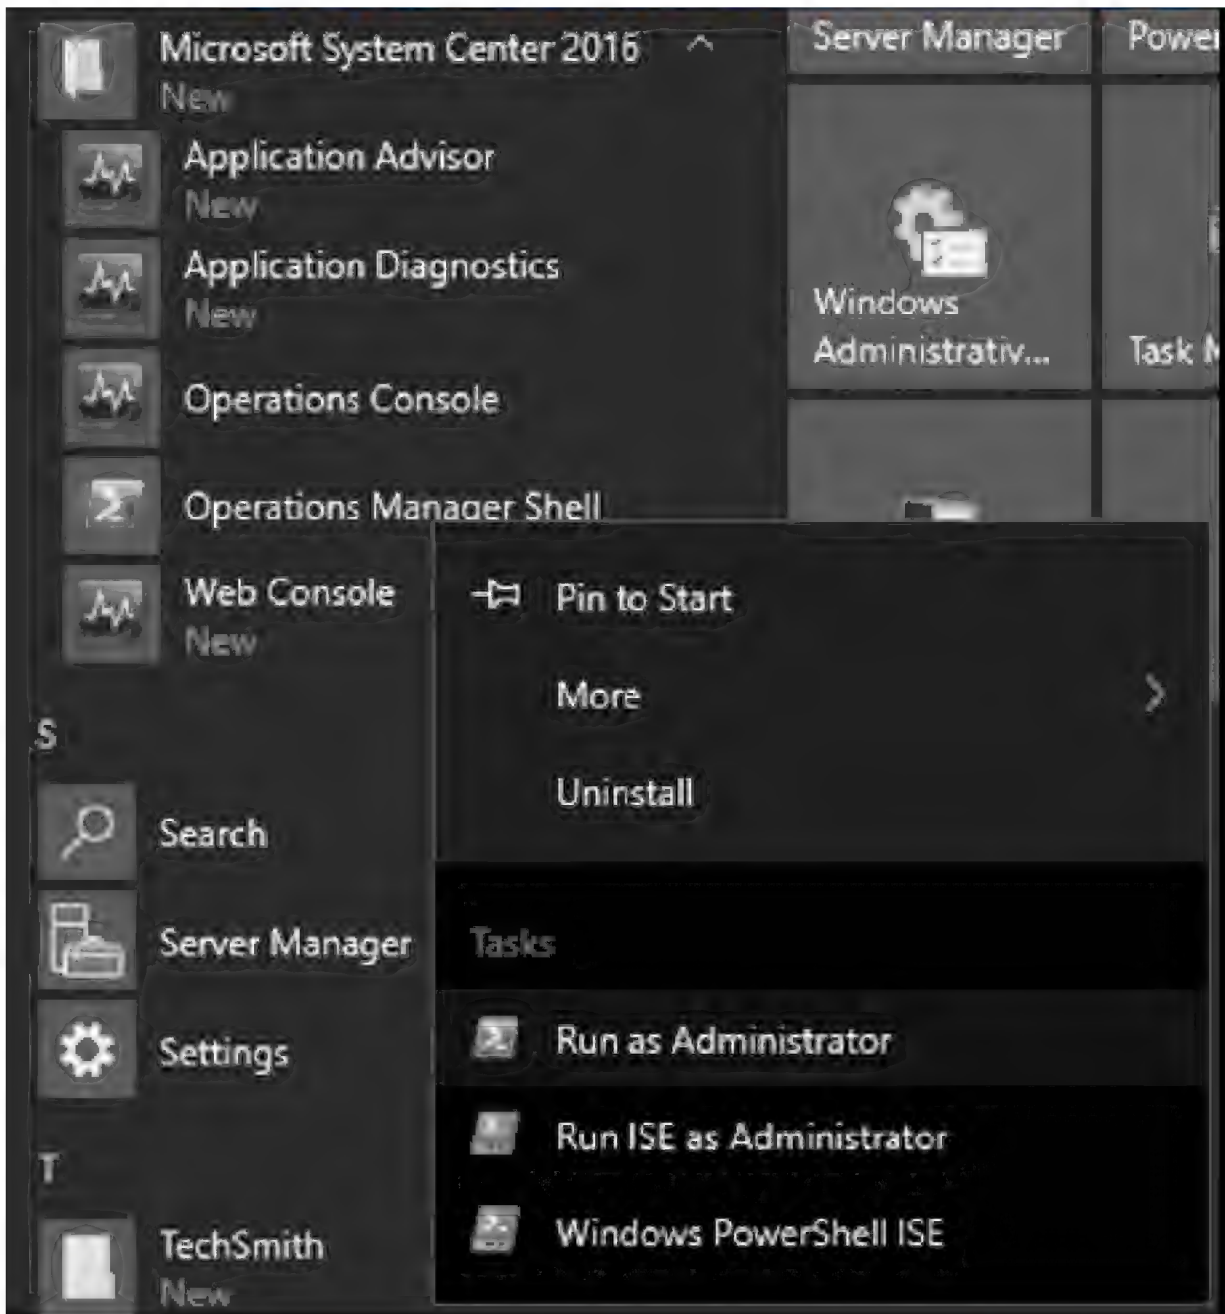 Microsoft System Center 2016
New
Application Advisor
New
Application Diagnostics
New
Operations Console
Operations Manager Shell
Web Console
New
S
Search
Server Manager
Settings
T
TechSmith
New
Server Manager
Power
Windows
Administrativ...
Task M
Pin to Start
More
Uninstall
Tasks
Run as Administrator
Run ISE as Administrator
Windows PowerShell ISE